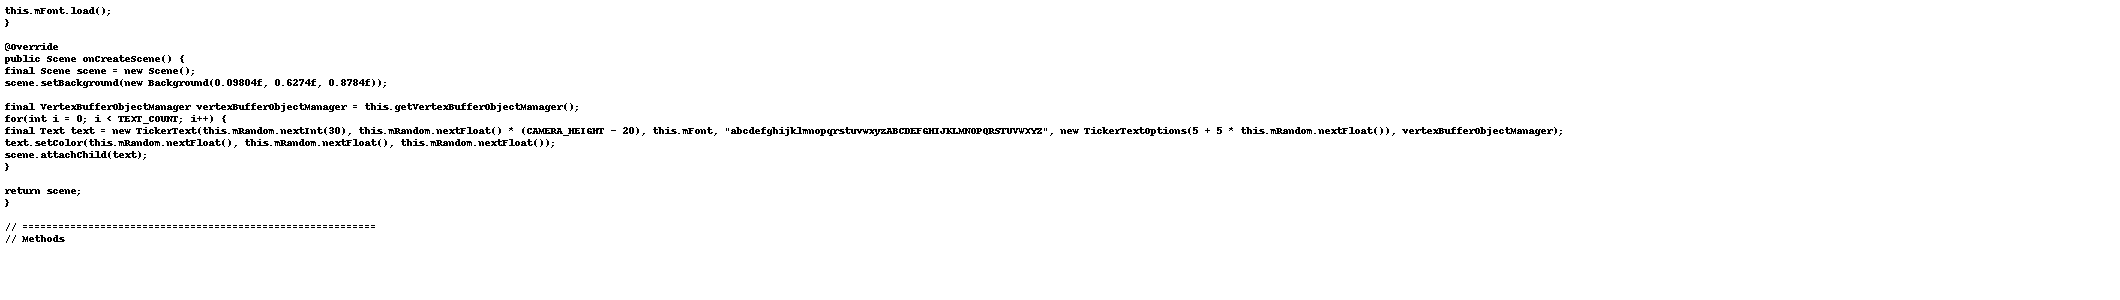 this.mFont.load();
}
@Override
public Scene onCreateScene() {
final Scene scene = new Scene();
scene.setBackground(new Background(0.09804f, 0.6274f, 0.8784f));
final VertexBufferObjectManager vertexBufferObjectManager = this.getVertexBufferObjectManager();
for(int i = 0; i < TEXT_COUNT; i++) {
final Text text = new TickerText(this.mRandom.nextInt(30), this.mRandom.nextFloat() * (CAMERA_HEIGHT - 20), this.mFont, "abcdefghijklmnopqrstuvwxyzABCDEFGHIJKLMNOPQRSTUVWXYZ", new TickerTextOptions(5 + 5 * this.mRandom.nextFloat()), vertexBufferObjectManager);
text.setColor(this.mRandom.nextFloat(), this.mRandom.nextFloat(), this.mRandom.nextFloat());
scene.attachChild(text);
}
return scene;
}
// ===========================================================
// Methods